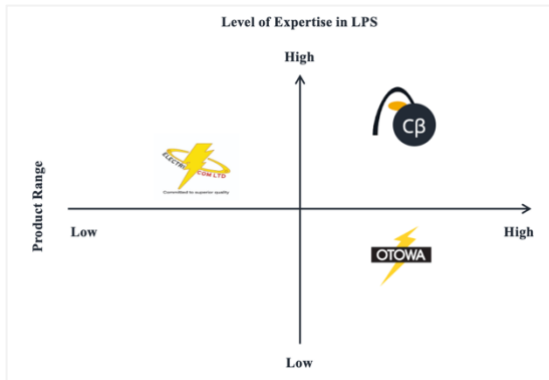 Level of Expertise in LPS
High
Cβ
ELECTRI
COM LTD
Committed to superior quality
Product Range
Low
High
OTOWA
Low